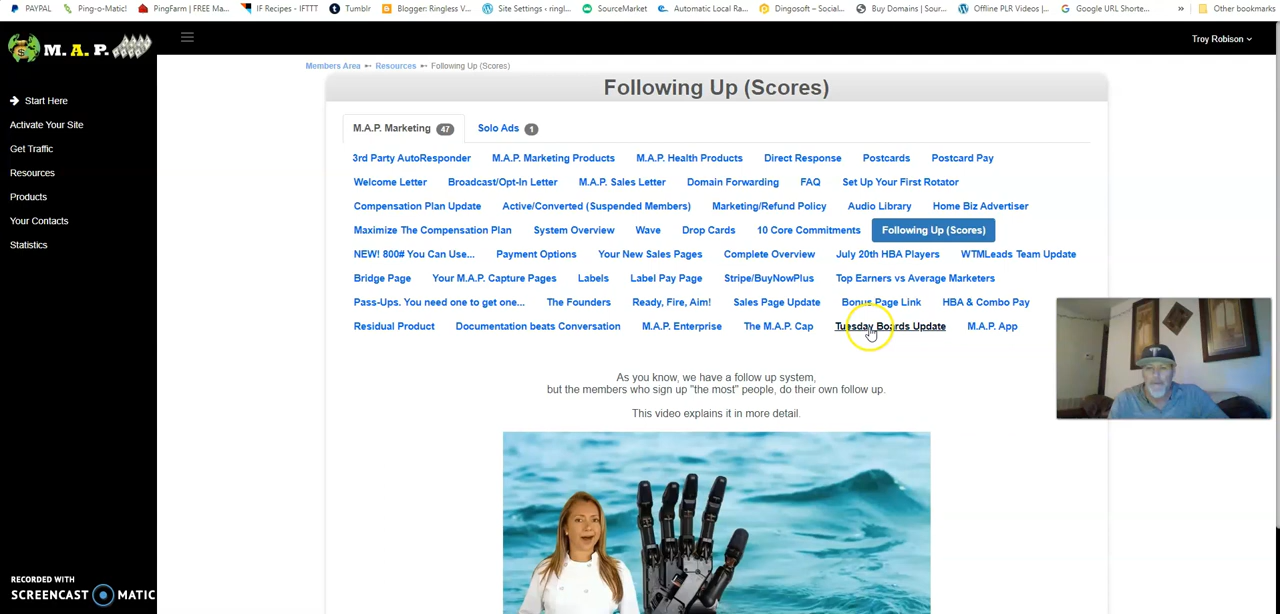 PAYPAL Ping-o-Matic! PingFarm | FREE Ma... IF Recipes - IFTTT Tumblr Blogger: Ringless V... Site Settings ‹ ringl... SourceMarket Automatic Local Ra... Dingosoft – Social... Buy Domains | Sour... Offline PLR Videos |... Google URL Shorte... » Other bookmarks
M. A. P.
Troy Robison
Members Area Resources Following Up (Scores)
Following Up (Scores)
Start Here
Activate Your Site
Get Traffic
Resources
Products
Your Contacts
Statistics
M.A.P. Marketing 47 Solo Ads 1
3rd Party AutoResponder M.A.P. Marketing Products M.A.P. Health Products Direct Response Postcards Postcard Pay
Welcome Letter Broadcast/Opt-In Letter M.A.P. Sales Letter Domain Forwarding FAQ Set Up Your First Rotator
Compensation Plan Update Active/Converted (Suspended Members) Marketing/Refund Policy Audio Library Home Biz Advertiser
Maximize The Compensation Plan System Overview Wave Drop Cards 10 Core Commitments Following Up (Scores)
NEW! 800# You Can Use... Payment Options Your New Sales Pages Complete Overview July 20th HBA Players WTMLeads Team Update
Bridge Page Your M.A.P. Capture Pages Labels Label Pay Page Stripe/BuyNowPlus Top Earners vs Average Marketers
Pass-Ups. You need one to get one... The Founders Ready, Fire, Aim! Sales Page Update Bonus Page Link HBA & Combo Pay
Residual Product Documentation beats Conversation M.A.P. Enterprise The M.A.P. Cap Tuesday Boards Update M.A.P. App
As you know, we have a follow up system,
but the members who sign up "the most" people, do their own follow up.
This video explains it in more detail.
RECORDED WITH
SCREENCAST MATIC